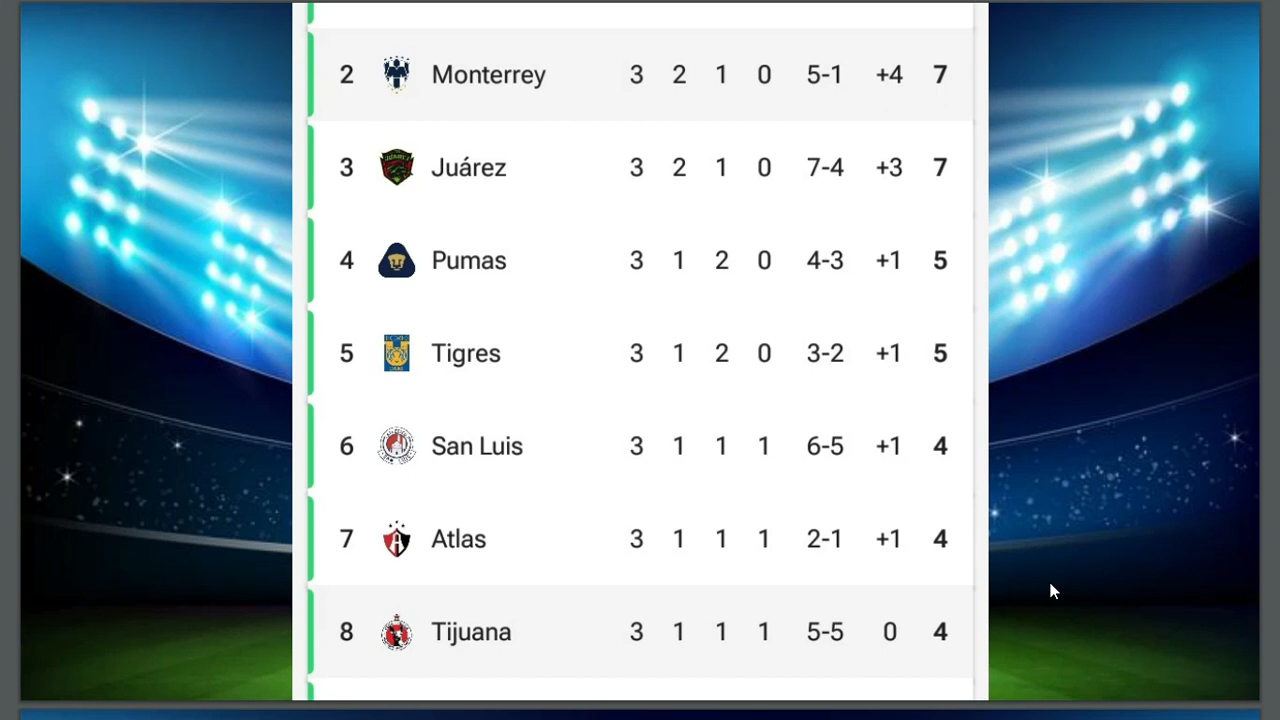 2 Monterrey 3 2 1 0 5-1 +4 7
3 Juárez 3 2 1 0 7-4 +3 7
4 Pumas 3 1 2 0 4-3 +1 5
5 Tigres 3 1 2 0 3-2 +1 5
6 San Luis 3 1 1 1 6-5 +1 4
7 Atlas 3 1 1 1 2-1 +1 4
8 Tijuana 3 1 1 1 5-5 0 4